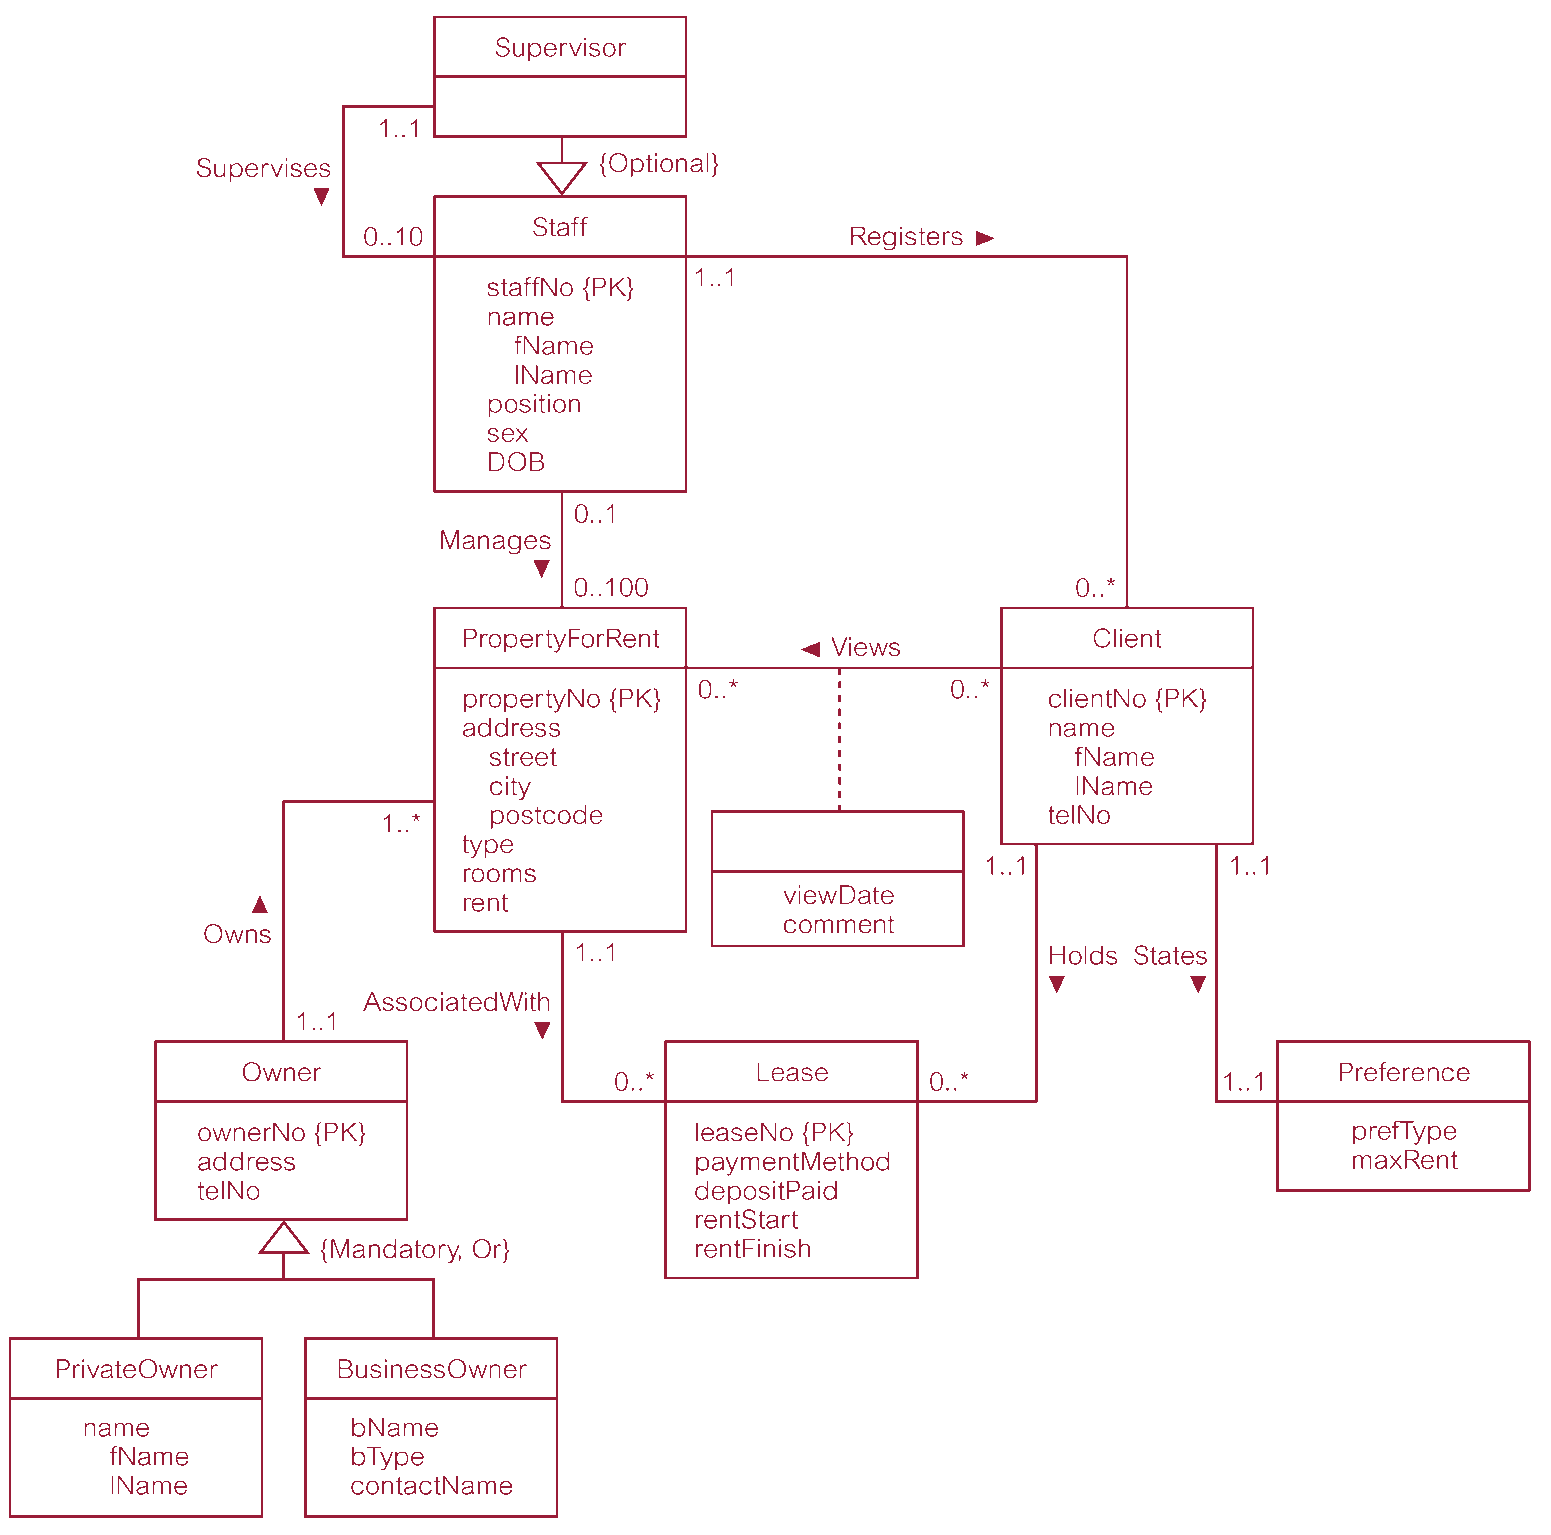 Supervisor
1..1
Supervises
▼
{Optional}
Staff
0..10
Registers ►
1..1
staffNo {PK}
name
fName
lName
position
sex
DOB
0..1
Manages
▼
0..100
0..*
PropertyForRent
◄ Views
Client
0..*
0..*
propertyNo {PK}
address
street
city
postcode
type
rooms
rent
clientNo {PK}
name
fName
lName
telNo
1..*
viewDate
comment
1..1
1..1
▲
Owns
1..1
AssociatedWith
▼
Holds
▼
States
▼
1..1
Owner
0..*
Lease
0..*
1..1
Preference
ownerNo {PK}
address
telNo
leaseNo {PK}
paymentMethod
depositPaid
rentStart
rentFinish
prefType
maxRent
{Mandatory, Or}
PrivateOwner
name
fName
lName
BusinessOwner
bName
bType
contactName